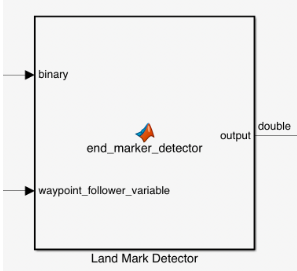 binary
end_marker_detector
output
double
waypoint_follower_variable
Land Mark Detector